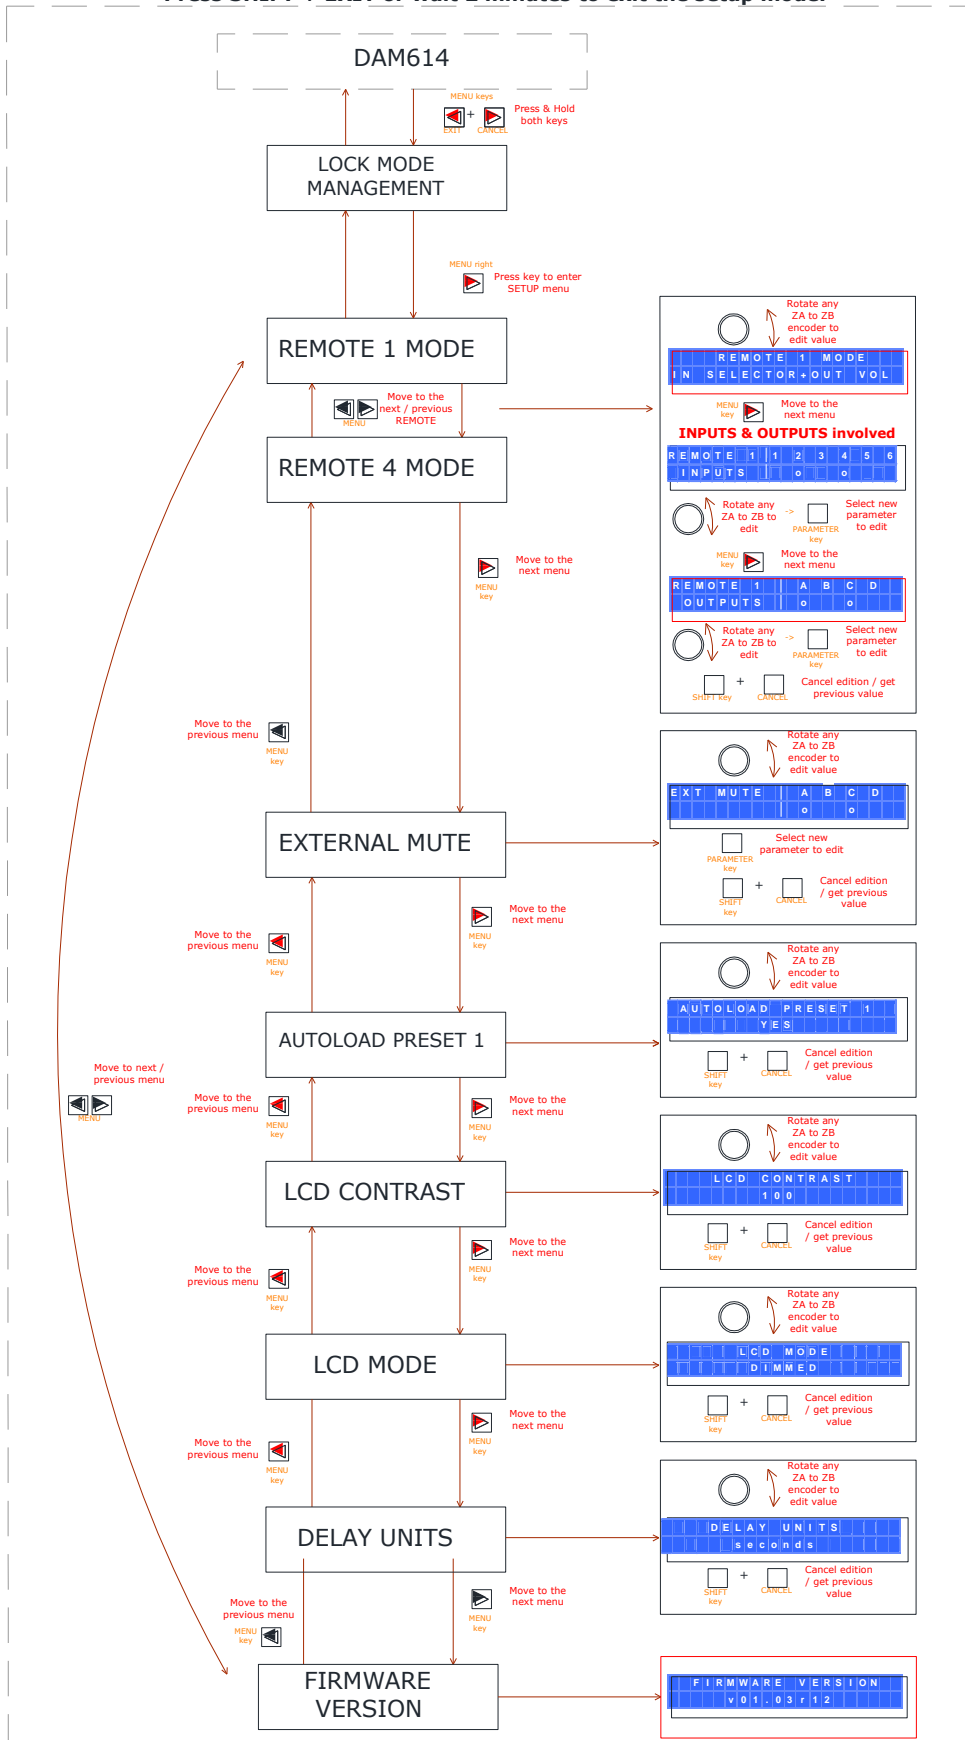 Press SHIFT + EXIT or wait 2 minutes to exit the setup mode.
DAM614
MENU keys
+
Press & Hold
both keys
EXIT
CANCEL
LOCK MODE
MANAGEMENT
MENU right
Press key to enter
SETUP menu
REMOTE 1 MODE
MENU
Move to the
next / previous
REMOTE
REMOTE 4 MODE
Rotate any
ZA to ZB
encoder to
edit value
REMOTE 1 MODE
IN SELECTOR+OUT VOL
MENU
key
Move to the
next menu
INPUTS & OUTPUTS involved
REMOTE 1 | 1 2 3 4 5 6
INPUTS | o o
Rotate any
ZA to ZB to
edit
->
PARAMETER
key
Select new
parameter
to edit
MENU
key
Move to the
next menu
REMOTE 1 | A B C D
OUTPUTS | o o
Rotate any
ZA to ZB to
edit
->
PARAMETER
key
Select new
parameter
to edit
SHIFT key
+
CANCEL
Cancel edition / get
previous value
MENU
key
Move to the
next menu
Move to the
previous menu
MENU
key
EXTERNAL MUTE
Rotate any
ZA to ZB
encoder to
edit value
EXT MUTE | A B C D
| o o
PARAMETER
key
Select new
parameter to edit
SHIFT
key
+
CANCEL
Cancel edition
/ get previous
value
Move to the
previous menu
MENU
key
MENU
key
Move to the
next menu
AUTOLOAD PRESET 1
Rotate any
ZA to ZB
encoder to
edit value
AUTOLOAD PRESET 1
YES
SHIFT
key
+
CANCEL
Cancel edition
/ get previous
value
Move to next /
previous menu
MENU
Move to the
previous menu
MENU
key
MENU
key
Move to the
next menu
LCD CONTRAST
Rotate any
ZA to ZB
encoder to
edit value
LCD CONTRAST
100
SHIFT
key
+
CANCEL
Cancel edition
/ get previous
value
Move to the
previous menu
MENU
key
MENU
key
Move to the
next menu
LCD MODE
Rotate any
ZA to ZB
encoder to
edit value
LCD MODE
DIMMED
SHIFT
key
+
CANCEL
Cancel edition
/ get previous
value
Move to the
previous menu
MENU
key
MENU
key
Move to the
next menu
DELAY UNITS
Rotate any
ZA to ZB
encoder to
edit value
DELAY UNITS
seconds
SHIFT
key
+
CANCEL
Cancel edition
/ get previous
value
Move to the
previous menu
MENU
key
MENU
key
Move to the
next menu
FIRMWARE
VERSION
FIRMWARE VERSION
v01.03r12